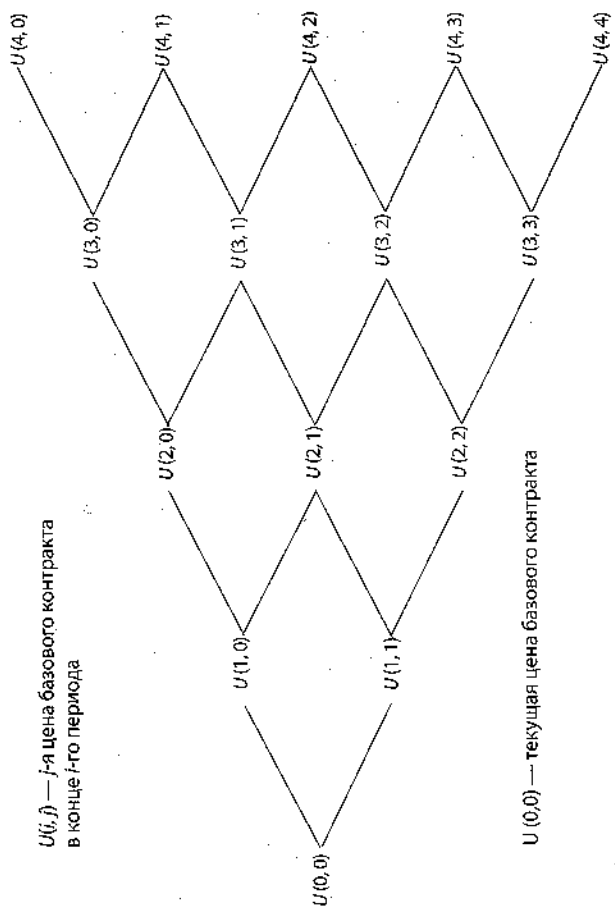 U(i, j) — j-я цена базового контракта
в конце i-го периода
U(4, 0)
U(3, 0)
U(4, 1)
U(2, 0)
U(3, 1)
U(1, 0)
U(4, 2)
U(0, 0)
U(2, 1)
U(3, 2)
U(1, 1)
U(4, 3)
U(2, 2)
U(3, 3)
U(4, 4)
U (0,0) — текущая цена базового контракта